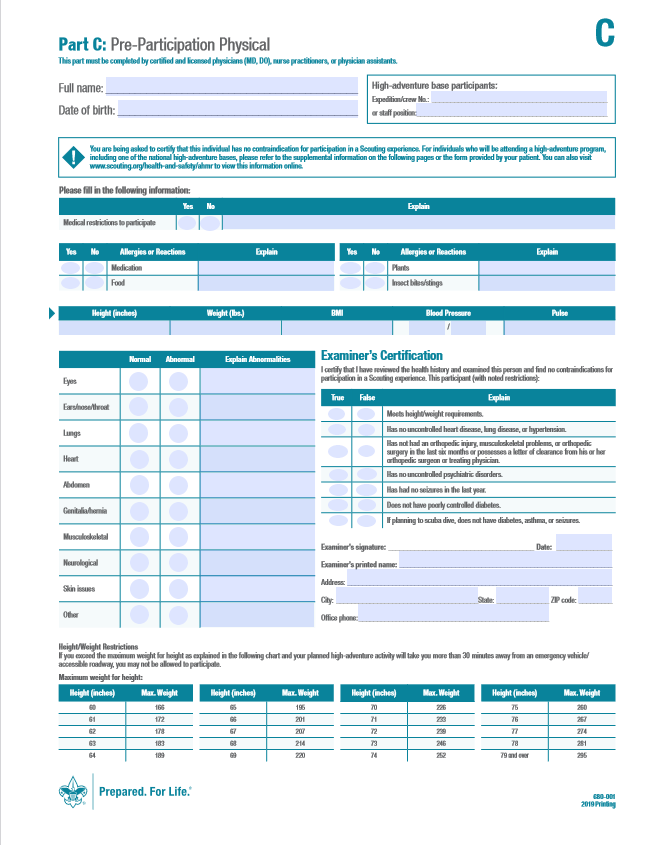 C
Part C: Pre-Participation Physical
This part must be completed by certified and licensed physicians (MD, DO), nurse practitioners, or physician assistants.
Full name:
High-adventure base participants:
Expedition/crew No.:
Date of birth:
or staff position:
You are being asked to certify that this individual has no contraindication for participation in a Scouting experience. For individuals who will be attending a high-adventure program,
including one of the national high-adventure bases, please refer to the supplemental information on the following pages or the form provided by your patient. You can also visit
www.scouting.org/health-and-safety/ahmr to view this information online.
Please fill in the following information:
Yes No Explain
Medical restrictions to participate
Yes No Allergies or Reactions Explain Yes No Allergies or Reactions Explain
Medication Plants
Food Insect bites/stings
Height (inches) Weight (lbs.) BMI Blood Pressure Pulse
/
Normal Abnormal Explain Abnormalities
Eyes
Ears/nose/throat
Lungs
Heart
Abdomen
Genitalia/hernia
Musculoskeletal
Neurological
Skin issues
Other
Examiner's Certification
I certify that I have reviewed the health history and examined this person and find no contraindications for
participation in a Scouting experience. This participant (with noted restrictions):
True False Explain
Meets height/weight requirements.
Has no uncontrolled heart disease, lung disease, or hypertension.
Has not had an orthopedic injury, musculoskeletal problems, or orthopedic
surgery in the last six months or possesses a letter of clearance from his or her
orthopedic surgeon or treating physician.
Has no uncontrolled psychiatric disorders.
Has had no seizures in the last year.
Does not have poorly controlled diabetes.
If planning to scuba dive, does not have diabetes, asthma, or seizures.
Examiner's signature: Date:
Examiner's printed name:
Address:
City: State: ZIP code:
Office phone:
Height/Weight Restrictions
If you exceed the maximum weight for height as explained in the following chart and your planned high-adventure activity will take you more than 30 minutes away from an emergency vehicle/
accessible roadway, you may not be allowed to participate.
Maximum weight for height:
Height (inches) Max. Weight Height (inches) Max. Weight Height (inches) Max. Weight Height (inches) Max. Weight
60 166 65 195 70 226 75 260
61 172 66 201 71 233 76 267
62 178 67 207 72 239 77 274
63 183 68 214 73 246 78 281
64 189 69 220 74 252 79 and over 295
Prepared. For Life.®
680-001
2019 Printing